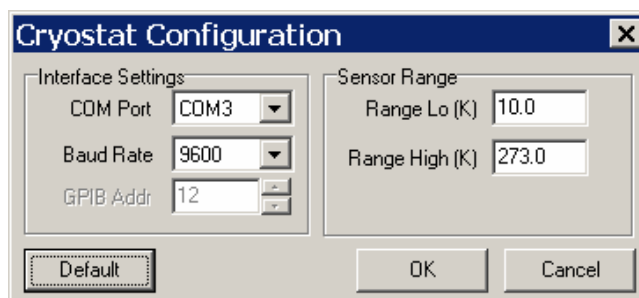 Cryostat Configuration
Interface Settings
COM Port COM3
Baud Rate 9600
GPIB Addr 12
Sensor Range
Range Lo (K) 10.0
Range High (K) 273.0
Default OK Cancel